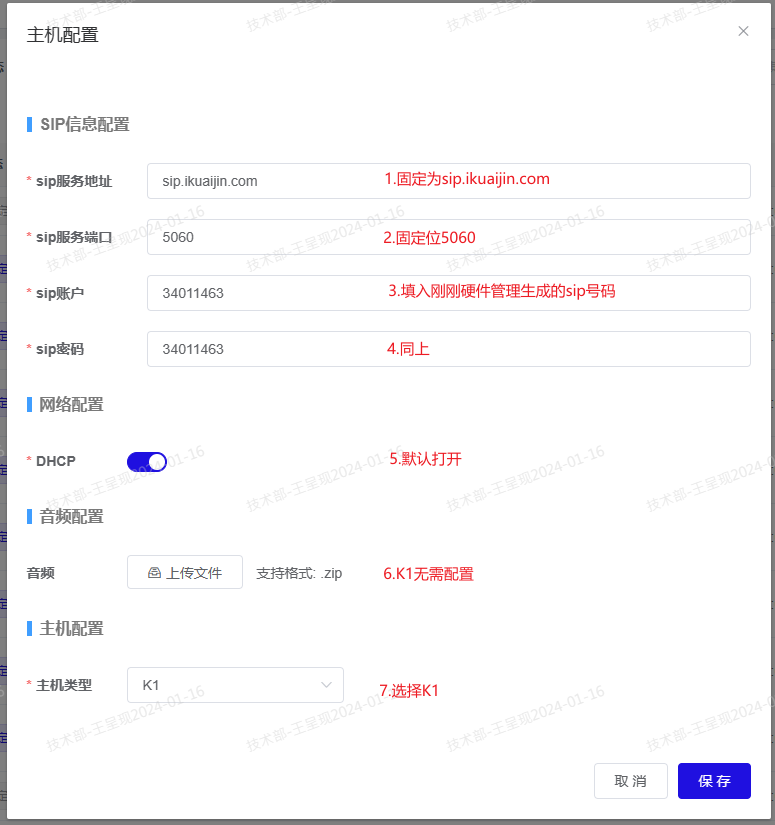 主机配置
SIP信息配置
* sip服务地址 sip.ikuaijin.com 1.固定为sip.ikuaijin.com
* sip服务端口 5060 2.固定位5060
* sip账户 34011463 3.填入刚刚硬件管理生成的sip号码
* sip密码 34011463 4.同上
网络配置
* DHCP 5.默认打开
音频配置
音频 上传文件 支持格式: .zip 6.K1无需配置
主机配置
* 主机类型 K1 7.选择K1
取消 保存
技术部-王呈现2024-01-16